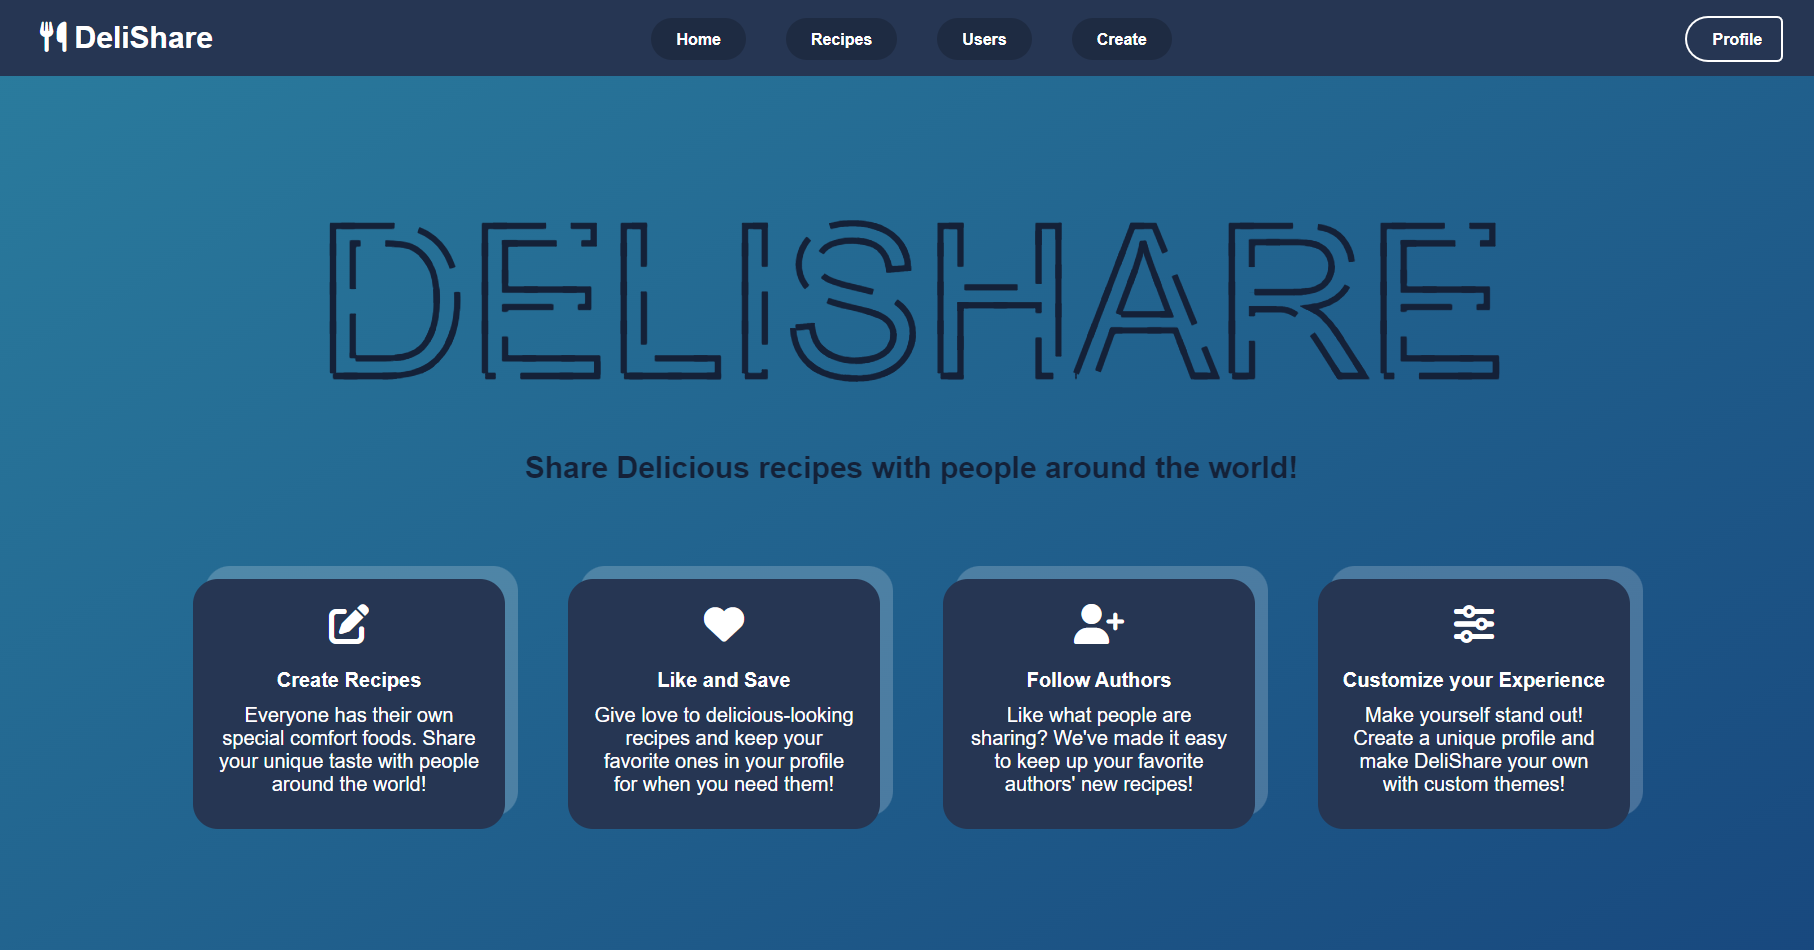 DeliShare
Home
Recipes
Users
Create
Profile
DELISHARE
Share Delicious recipes with people around the world!
Create Recipes
Everyone has their own
special comfort foods. Share
your unique taste with people
around the world!
Like and Save
Give love to delicious-looking
recipes and keep your
favorite ones in your profile
for when you need them!
Follow Authors
Like what people are
sharing? We've made it easy
to keep up your favorite
authors' new recipes!
Customize your Experience
Make yourself stand out!
Create a unique profile and
make DeliShare your own
with custom themes!